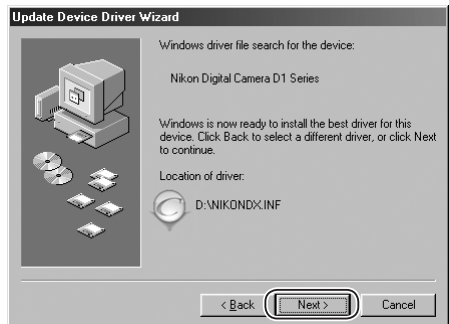 Update Device Driver Wizard
Windows driver file search for the device:
Nikon Digital Camera D1 Series
Windows is now ready to install the best driver for this
device. Click Back to select a different driver, or click Next
to continue.
Location of driver:
D:\NIKONDX.INF
< Back
Next >
Cancel